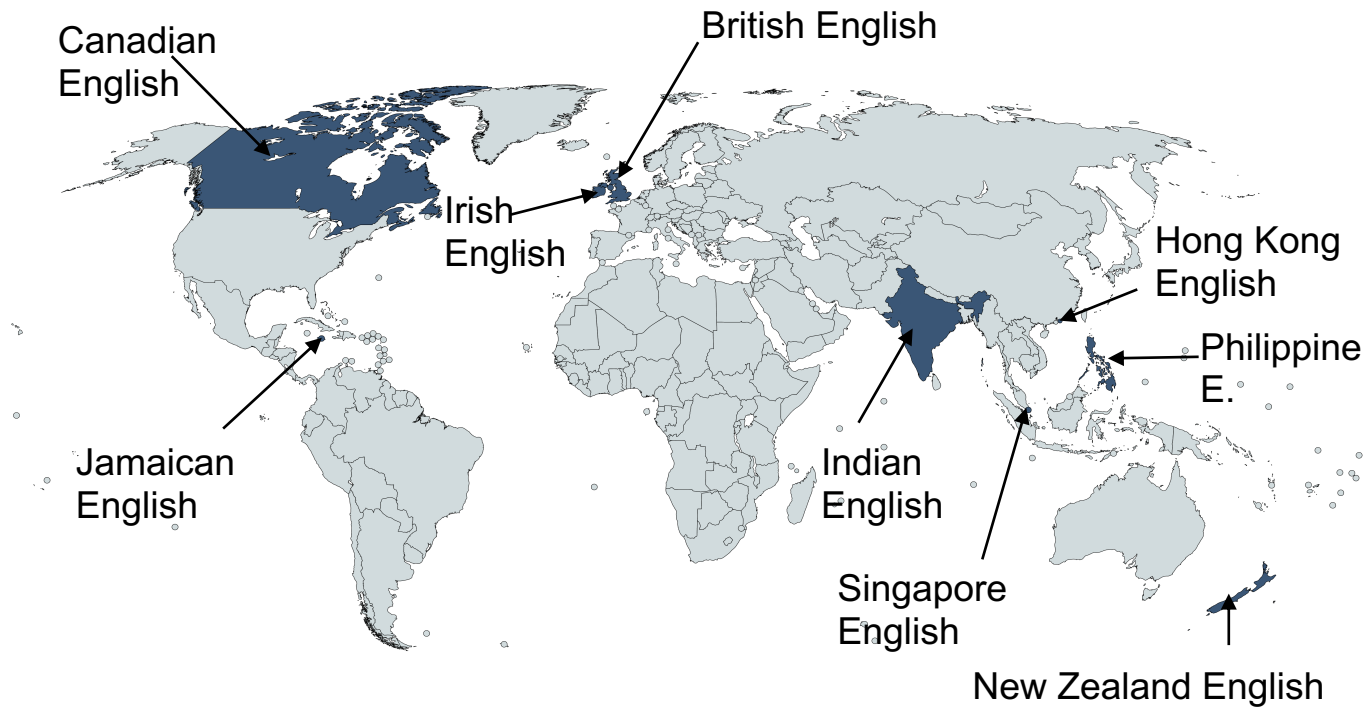 Canadian
English
British English
Irish
English
Hong Kong
English
Philippine
E.
Jamaican
English
Indian
English
Singapore
English
New Zealand English